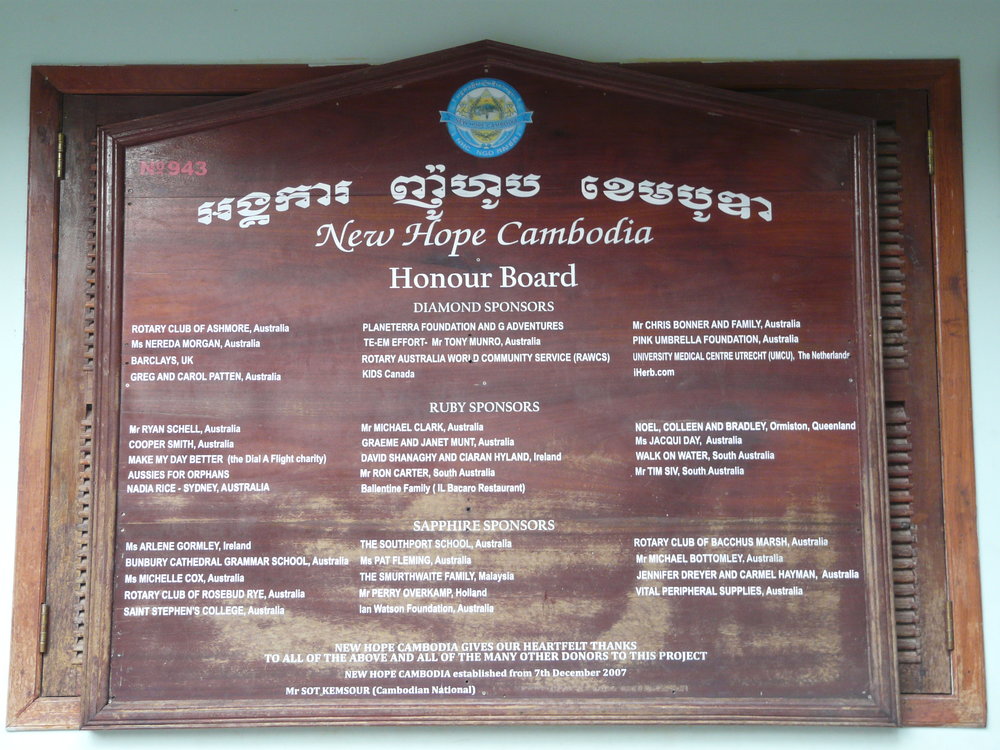 NEW HOPE CAMBODIA
NHC - NGO
Nº943
អង្គការ ញ៉ូហូប ខេមបូឌា
New Hope Cambodia
Honour Board
DIAMOND SPONSORS
ROTARY CLUB OF ASHMORE, Australia
Ms NEREDA MORGAN, Australia
BARCLAYS, UK
GREG AND CAROL PATTEN, Australia
PLANETERRA FOUNDATION AND G ADVENTURES
TE-EM EFFORT- Mr TONY MUNRO, Australia
ROTARY AUSTRALIA WORLD COMMUNITY SERVICE (RAWCS)
KIDS Canada
Mr CHRIS BONNER AND FAMILY, Australia
PINK UMBRELLA FOUNDATION, Australia
UNIVERSITY MEDICAL CENTRE UTRECHT (UMCU), The Netherlands
iHerb.com
RUBY SPONSORS
Mr RYAN SCHELL, Australia
COOPER SMITH, Australia
MAKE MY DAY BETTER (the Dial A Flight charity)
AUSSIES FOR ORPHANS
NADIA RICE - SYDNEY, AUSTRALIA
Mr MICHAEL CLARK, Australia
GRAEME AND JANET MUNT, Australia
DAVID SHANAGHY AND CIARAN HYLAND, Ireland
Mr RON CARTER, South Australia
Ballentine Family ( IL Bacaro Restaurant)
NOEL, COLLEEN AND BRADLEY, Ormiston, Queenland
Ms JACQUI DAY, Australia
WALK ON WATER, South Australia
Mr TIM SIV, South Australia
SAPPHIRE SPONSORS
Ms ARLENE GORMLEY, Ireland
BUNBURY CATHEDRAL GRAMMAR SCHOOL, Australia
Ms MICHELLE COX, Australia
ROTARY CLUB OF ROSEBUD RYE, Australia
SAINT STEPHEN'S COLLEGE, Australia
THE SOUTHPORT SCHOOL, Australia
Ms PAT FLEMING, Australia
THE SMURTHWAITE FAMILY, Malaysia
Mr PERRY OVERKAMP, Holland
Ian Watson Foundation, Australia
ROTARY CLUB OF BACCHUS MARSH, Australia
Mr MICHAEL BOTTOMLEY, Australia
JENNIFER DREYER AND CARMEL HAYMAN, Australia
VITAL PERIPHERAL SUPPLIES, Australia
NEW HOPE CAMBODIA GIVES OUR HEARTFELT THANKS
TO ALL OF THE ABOVE AND ALL OF THE MANY OTHER DONORS TO THIS PROJECT
NEW HOPE CAMBODIA established from 7th December 2007
Mr SOT KEMSOUR (Cambodian National)